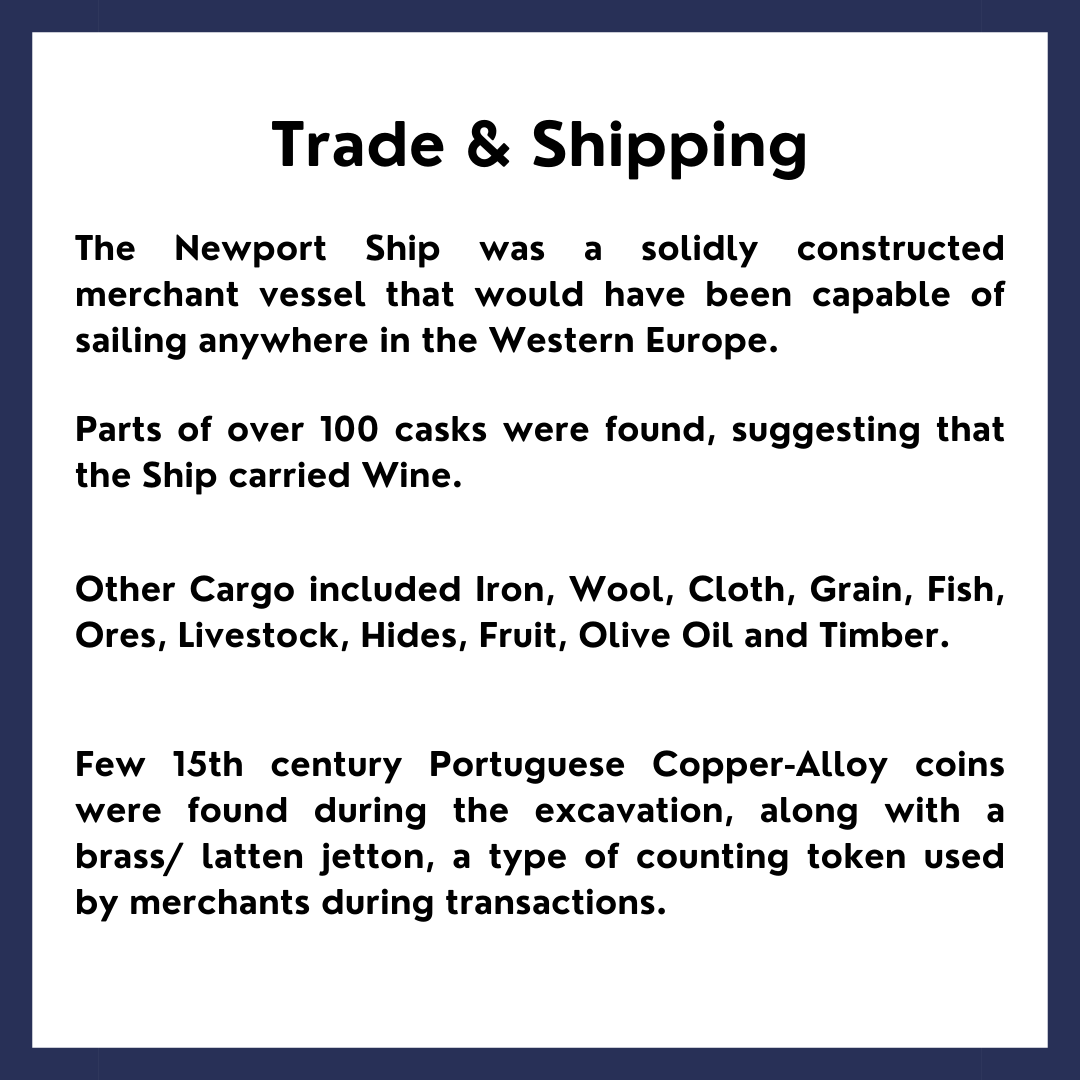 Trade & Shipping
The Newport Ship was a solidly constructed
merchant vessel that would have been capable of
sailing anywhere in the Western Europe.
Parts of over 100 casks were found, suggesting that
the Ship carried Wine.
Other Cargo included Iron, Wool, Cloth, Grain, Fish,
Ores, Livestock, Hides, Fruit, Olive Oil and Timber.
Few 15th century Portuguese Copper-Alloy coins
were found during the excavation, along with a
brass/ latten jetton, a type of counting token used
by merchants during transactions.